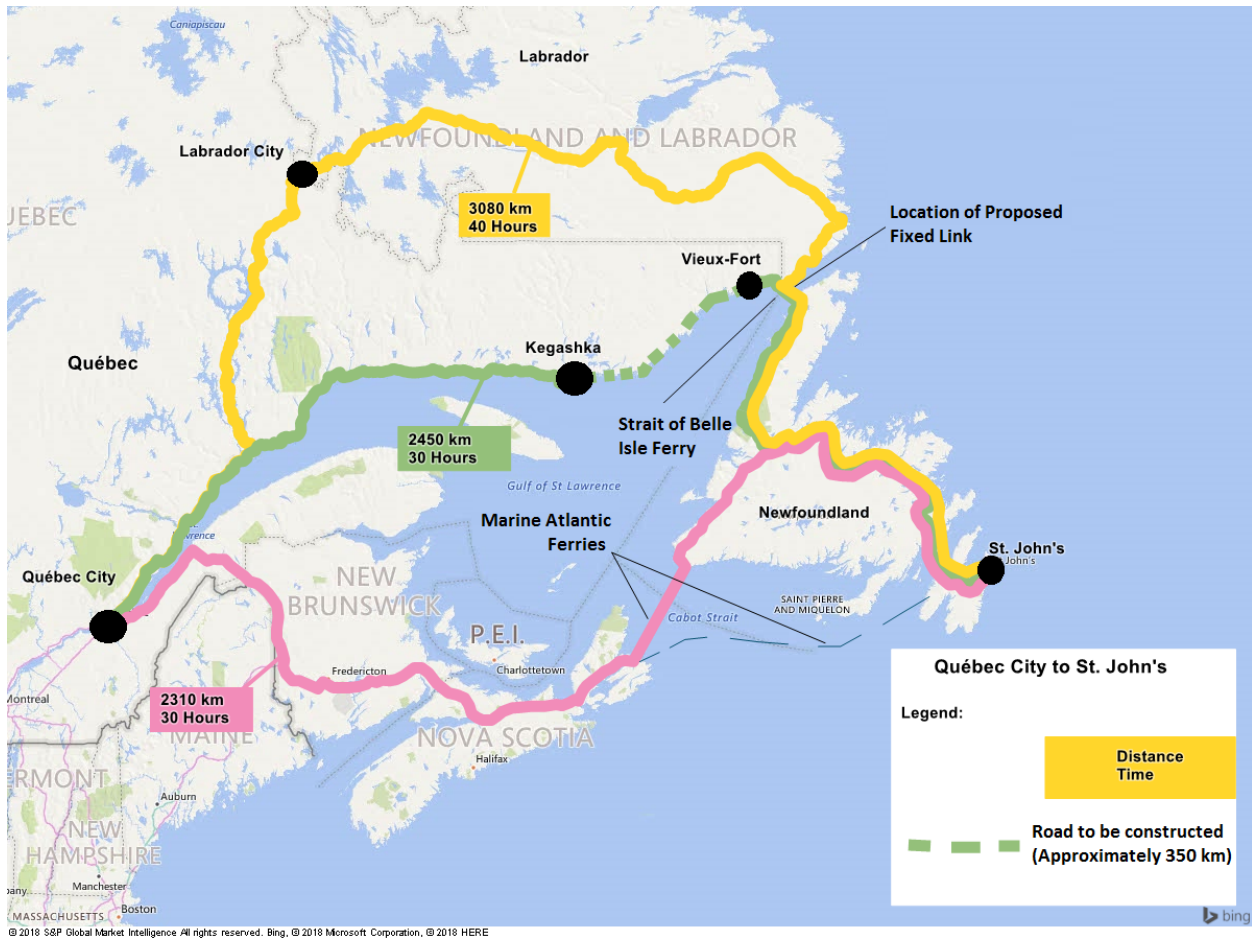 Caniapiscau
Labrador
NEWFOUNDLAND AND LABRADOR
Labrador City
3080 km
40 Hours
Location of Proposed
Fixed Link
UEBEC
Vieux-Fort
Kegashka
Québec
Strait of Belle
Isle Ferry
2450 km
30 Hours
Gulf of St Lawrence
Marine Atlantic
Ferries
Newfoundland
St. John's
John's
wrence
Québec City
NEW
BRUNSWICK
SAINT PIERRE
AND MIQUELON
Cabot Strait
P.E.I.
Charlottetown
Fredericton
2310 km
30 Hours
Montreal
MAINE
NOVA SCOTIA
Halifax
ERMONT
Auburn
NEW
HAMPSHIRE
Manchester
bany
Boston
MASSACHUSETTS
Québec City to St. John's
Legend:
Distance
Time
Road to be constructed
(Approximately 350 km)
bing
© 2018 S&P Global Market Intelligence All rights reserved. Bing, © 2018 Microsoft Corporation, © 2018 HERE